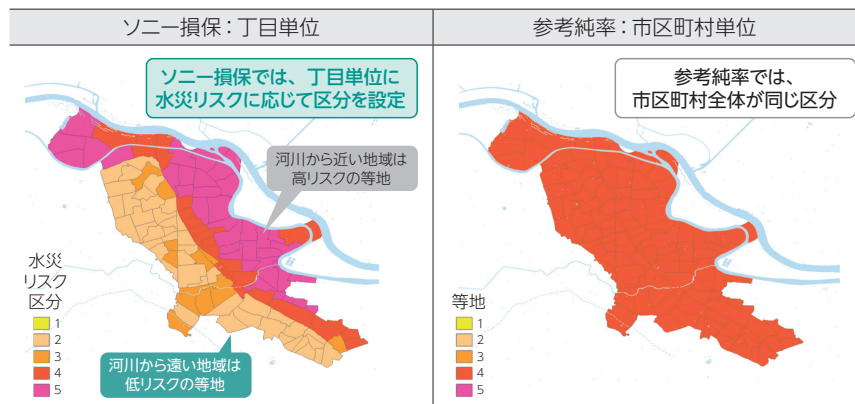 ソニー損保：丁目単位
参考純率：市区町村単位
ソニー損保では、丁目単位に
水災リスクに応じて区分を設定
河川から近い地域は
高リスクの等地
水災
リスク
区分
1
2
3
4
5
河川から遠い地域は
低リスクの等地
参考純率では、
市区町村全体が同じ区分
等地
1
2
3
4
5